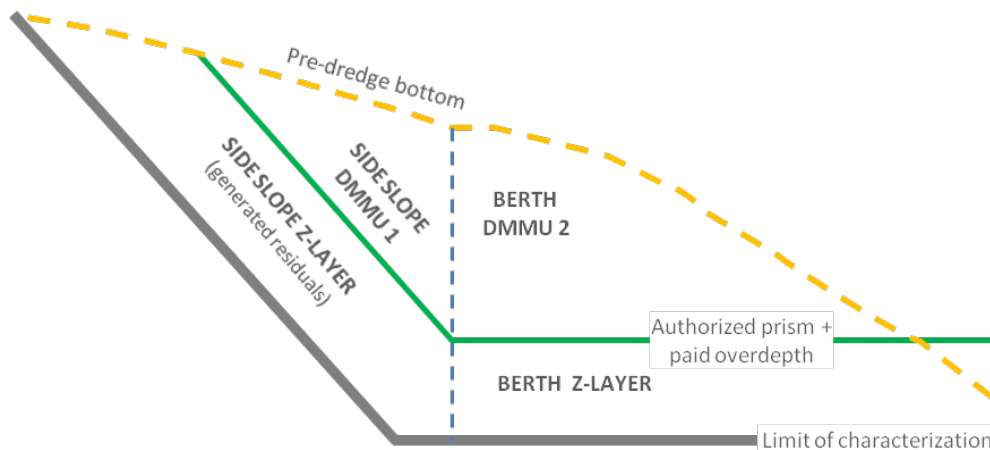 Pre-dredge bottom
SIDE SLOPE
DMMU 1
SIDE SLOPE Z-LAYER
(generated residuals)
BERTH
DMMU 2
Authorized prism +
paid overdepth
BERTH Z-LAYER
Limit of characterization